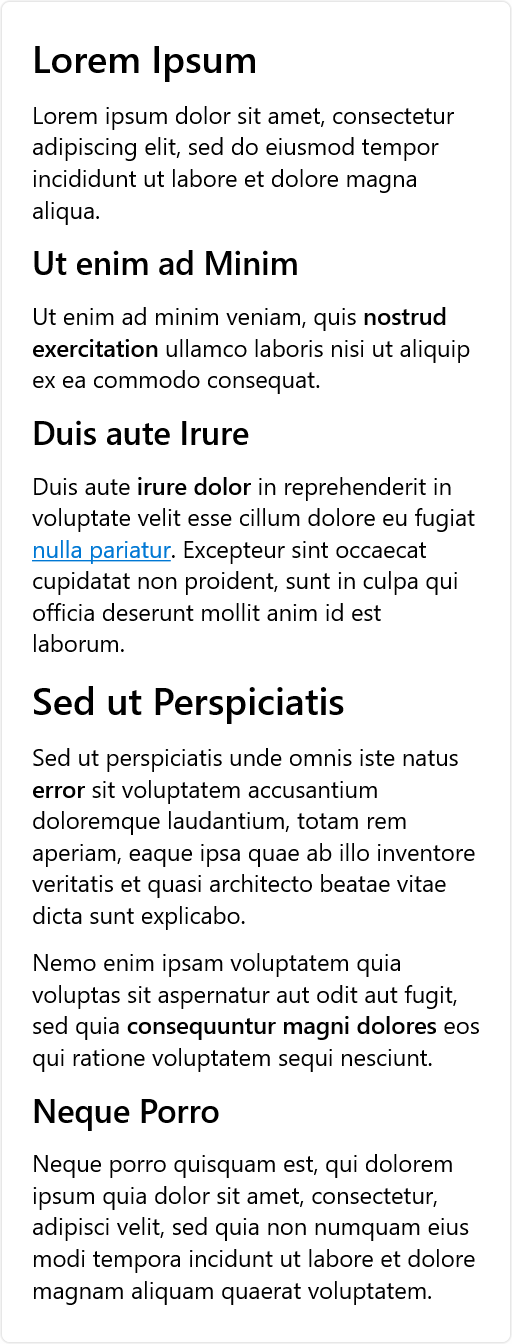 Lorem Ipsum
Lorem ipsum dolor sit amet, consectetur
adipiscing elit, sed do eiusmod tempor
incididunt ut labore et dolore magna
aliqua.
Ut enim ad Minim
Ut enim ad minim veniam, quis nostrud
exercitation ullamco laboris nisi ut aliquip
ex ea commodo consequat.
Duis aute Irure
Duis aute irure dolor in reprehenderit in
voluptate velit esse cillum dolore eu fugiat
nulla pariatur. Excepteur sint occaecat
cupidatat non proident, sunt in culpa qui
officia deserunt mollit anim id est
laborum.
Sed ut Perspiciatis
Sed ut perspiciatis unde omnis iste natus
error sit voluptatem accusantium
doloremque laudantium, totam rem
aperiam, eaque ipsa quae ab illo inventore
veritatis et quasi architecto beatae vitae
dicta sunt explicabo.
Nemo enim ipsam voluptatem quia
voluptas sit aspernatur aut odit aut fugit,
sed quia consequuntur magni dolores eos
qui ratione voluptatem sequi nesciunt.
Neque Porro
Neque porro quisquam est, qui dolorem
ipsum quia dolor sit amet, consectetur,
adipisci velit, sed quia non numquam eius
modi tempora incidunt ut labore et dolore
magnam aliquam quaerat voluptatem.